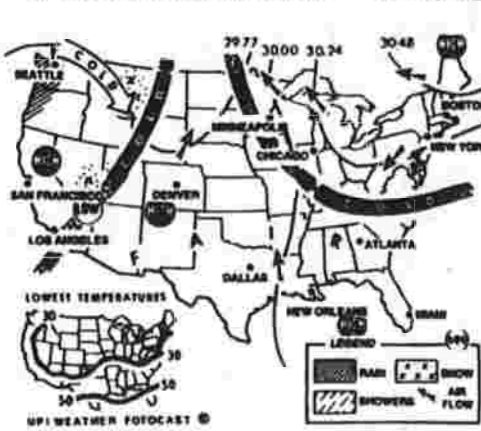 29.77 30.00 30.24 30.48
COLD
SEATTLE
BOSTON
MINNEAPOLIS
NEW YORK
CHICAGO
SAN FRANCISCO
DENVER
LOW
LOS ANGELES
ATLANTA
F A I R
DALLAS
LOWEST TEMPERATURES
NEW ORLEANS
MIAMI
30
30
50
50
LEGEND
RAIN
SNOW
SHOWERS
AIR
FLOW
UPI WEATHER FOTOCAST ©